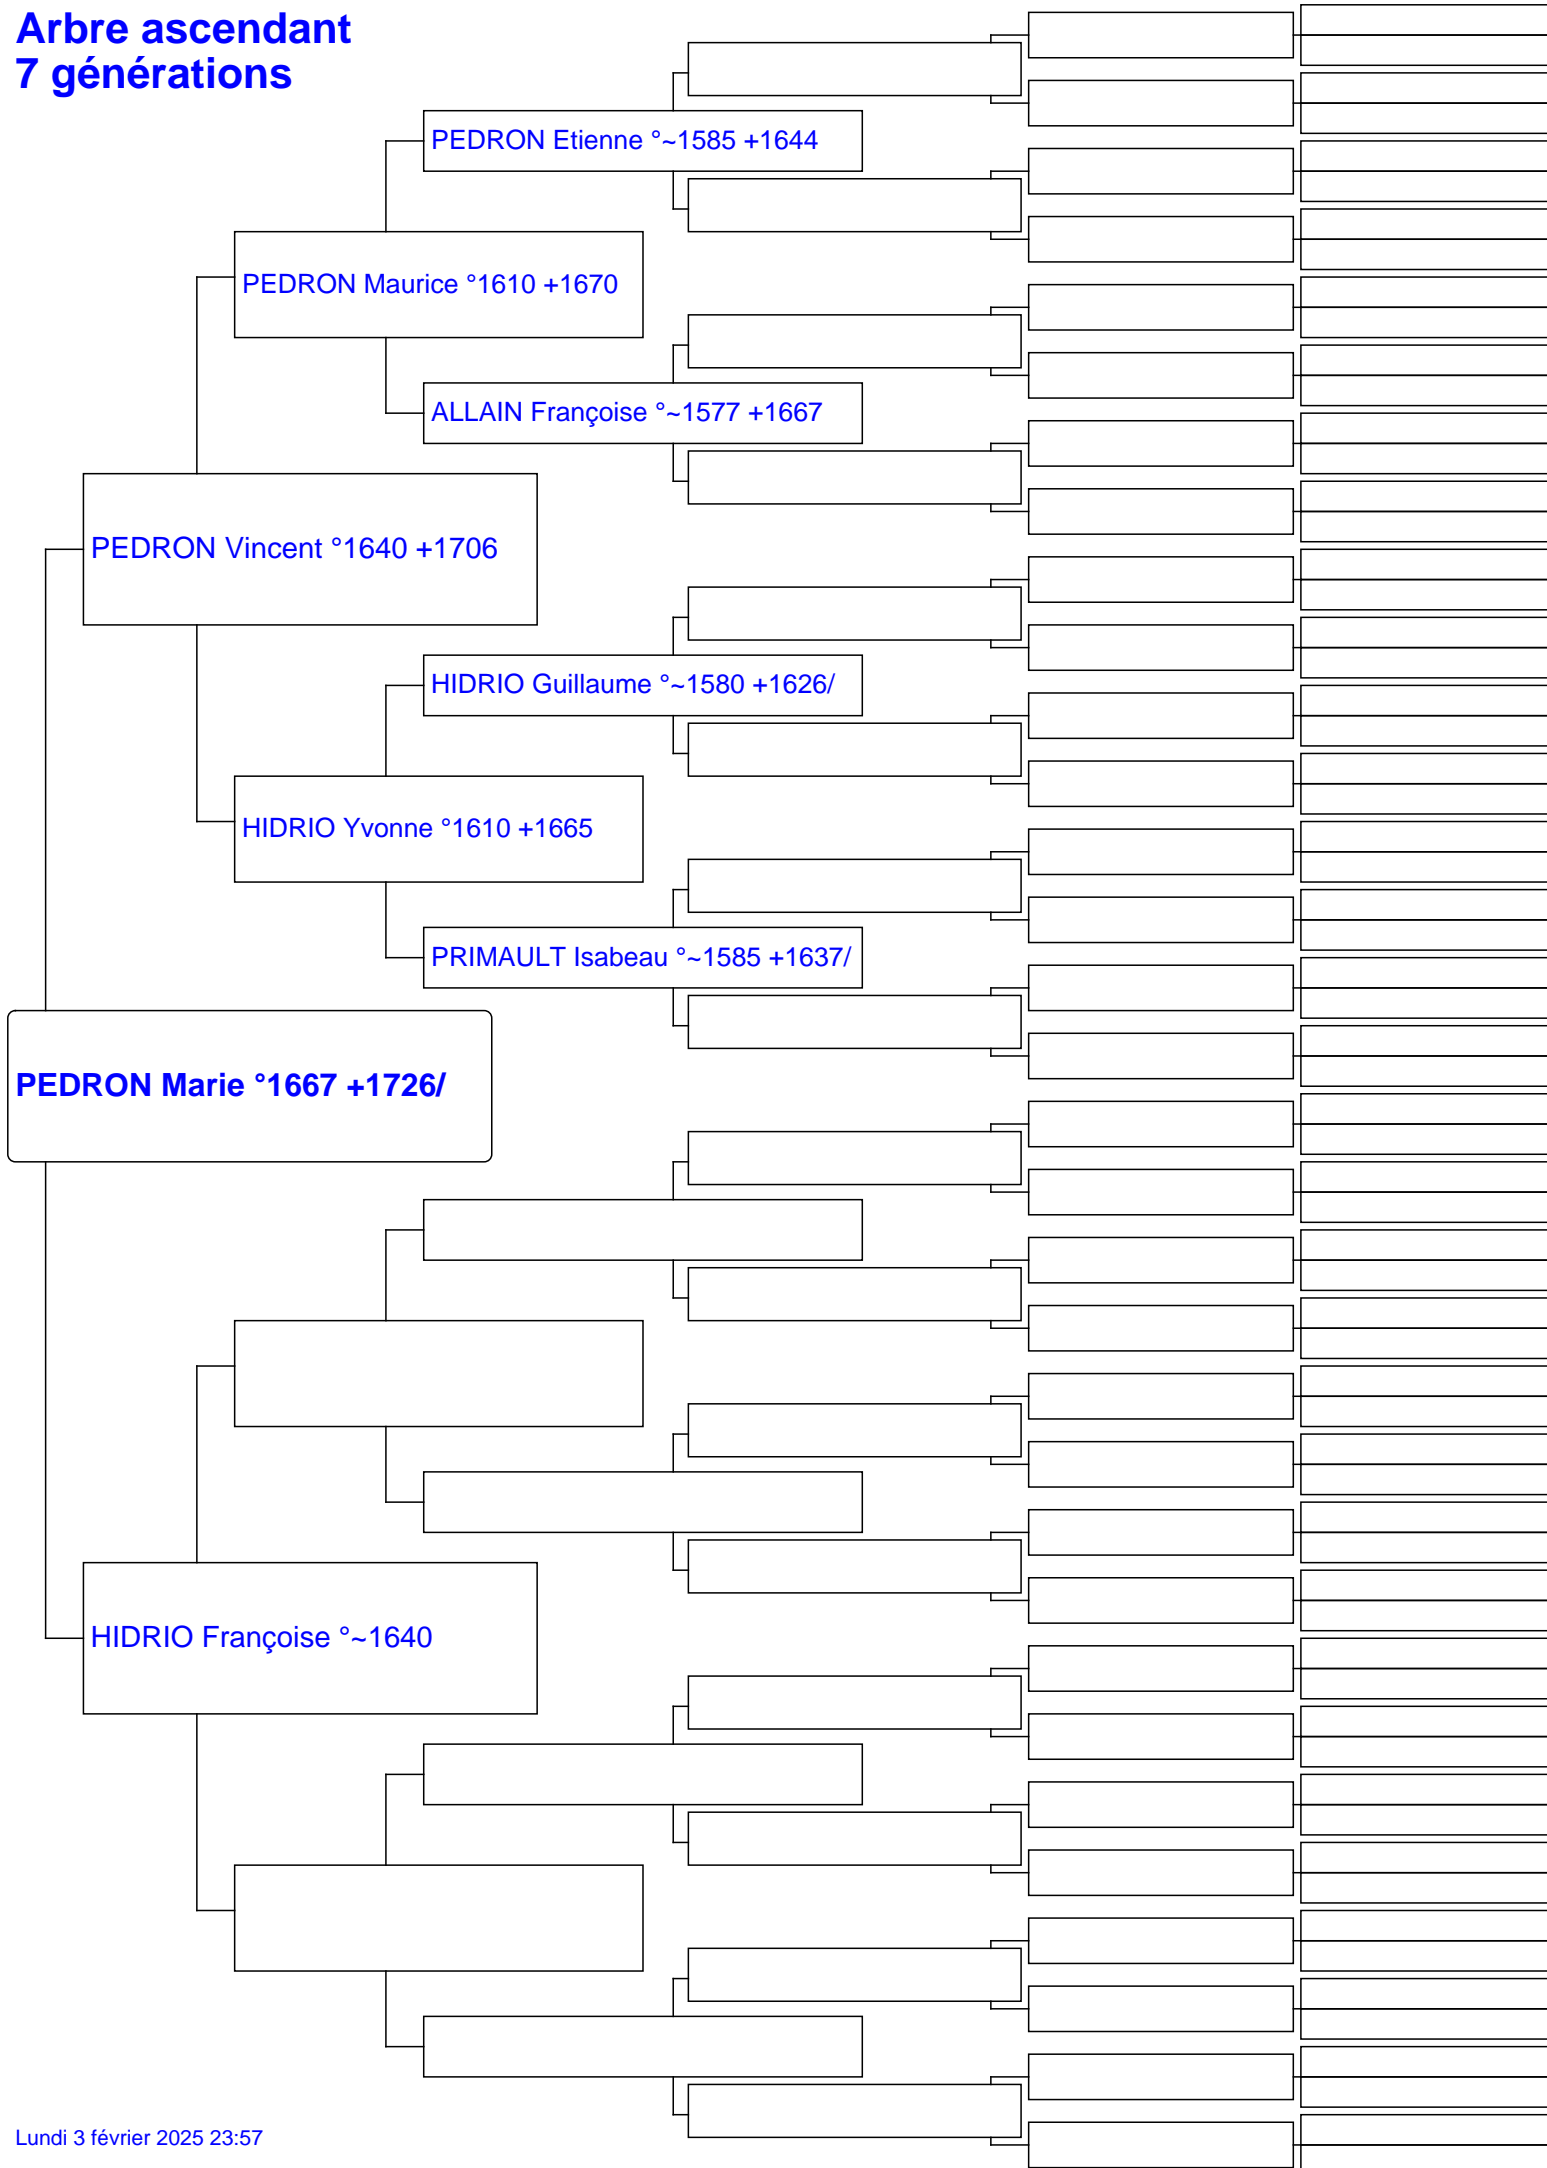 Arbre ascendant
7 générations
PEDRON Etienne °~1585 +1644
PEDRON Maurice °1610 +1670
ALLAIN Françoise °~1577 +1667
PEDRON Vincent °1640 +1706
HIDRIO Guillaume °~1580 +1626/
HIDRIO Yvonne °1610 +1665
PRIMAULT Isabeau °~1585 +1637/
PEDRON Marie °1667 +1726/
HIDRIO Françoise °~1640
Lundi 3 février 2025 23:57